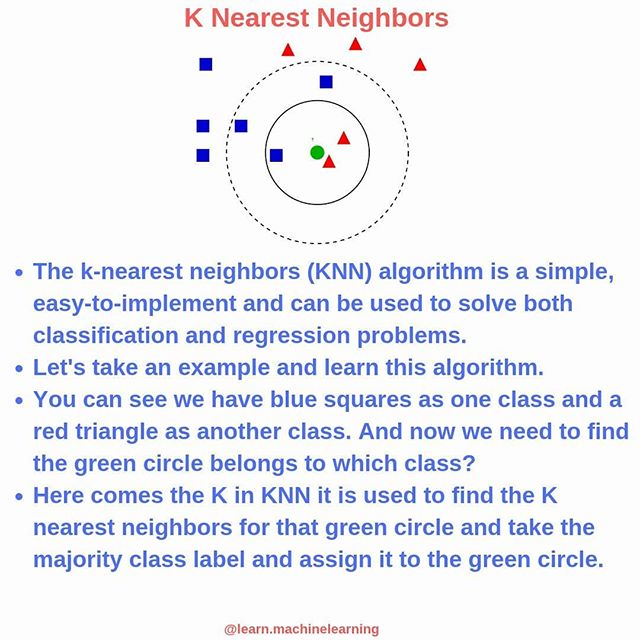 K Nearest Neighbors
• The k-nearest neighbors (KNN) algorithm is a simple,
easy-to-implement and can be used to solve both
classification and regression problems.
• Let's take an example and learn this algorithm.
• You can see we have blue squares as one class and a
red triangle as another class. And now we need to find
the green circle belongs to which class?
• Here comes the K in KNN it is used to find the K
nearest neighbors for that green circle and take the
majority class label and assign it to the green circle.
@learn.machinelearning